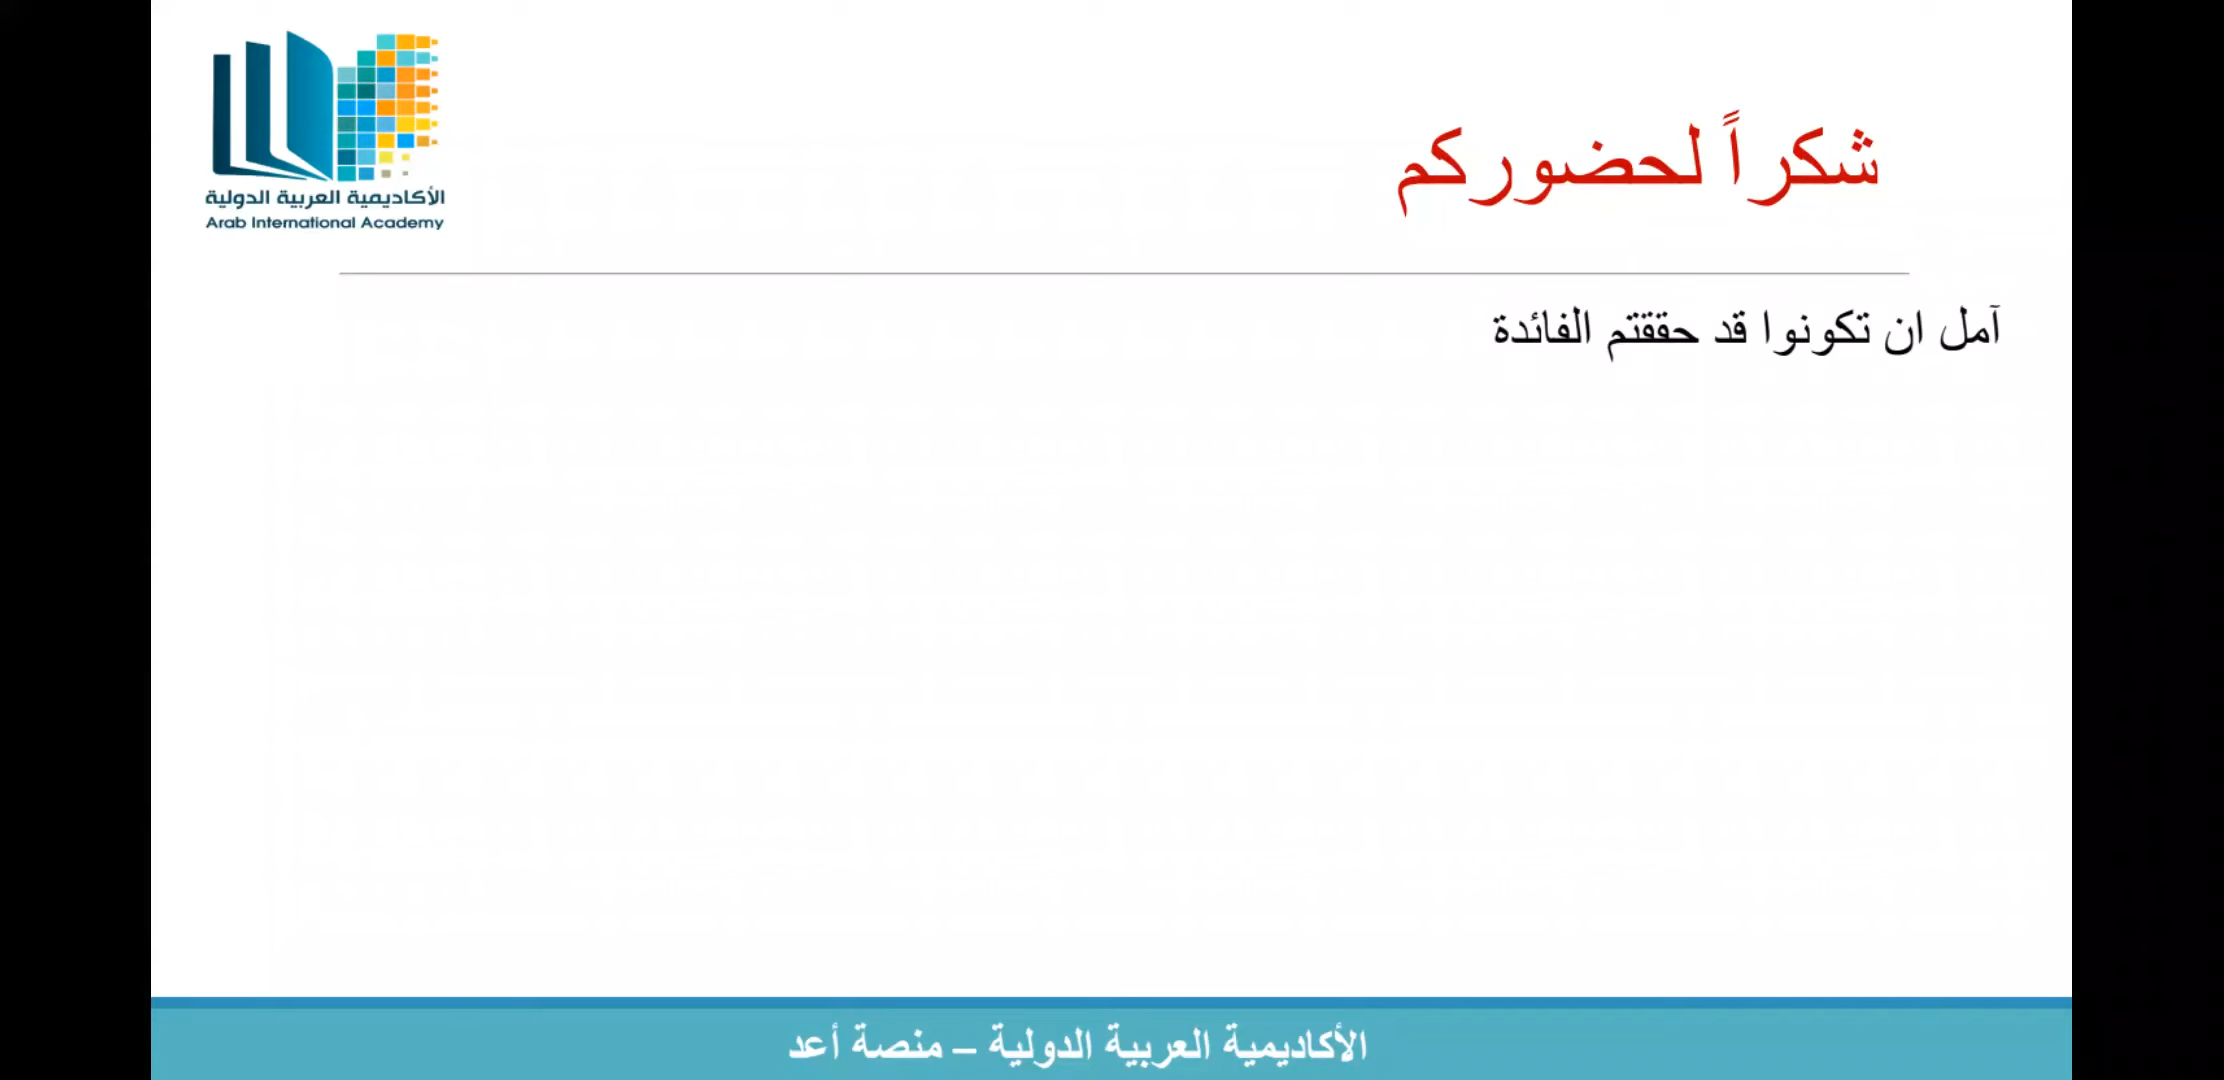 الأكاديمية العربية الدولية
Arab International Academy
شكراً لحضوركم
آمل ان تكونوا قد حققتم الفائدة
الأكاديمية العربية الدولية – منصة أعد